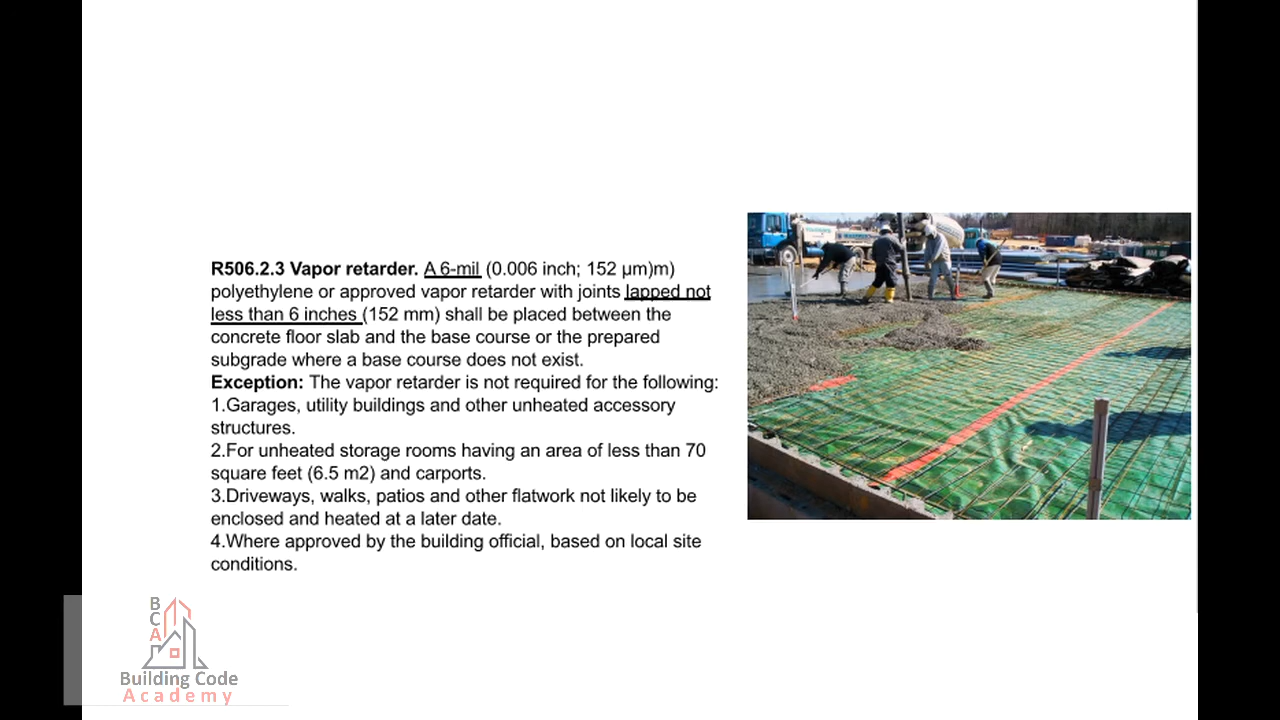 R506.2.3 Vapor retarder. A 6-mil (0.006 inch; 152 µm)m)
polyethylene or approved vapor retarder with joints lapped not
less than 6 inches (152 mm) shall be placed between the
concrete floor slab and the base course or the prepared
subgrade where a base course does not exist.
Exception: The vapor retarder is not required for the following:
1.Garages, utility buildings and other unheated accessory
structures.
2.For unheated storage rooms having an area of less than 70
square feet (6.5 m2) and carports.
3.Driveways, walks, patios and other flatwork not likely to be
enclosed and heated at a later date.
4.Where approved by the building official, based on local site
conditions.
B
C
A
Building Code
Academy